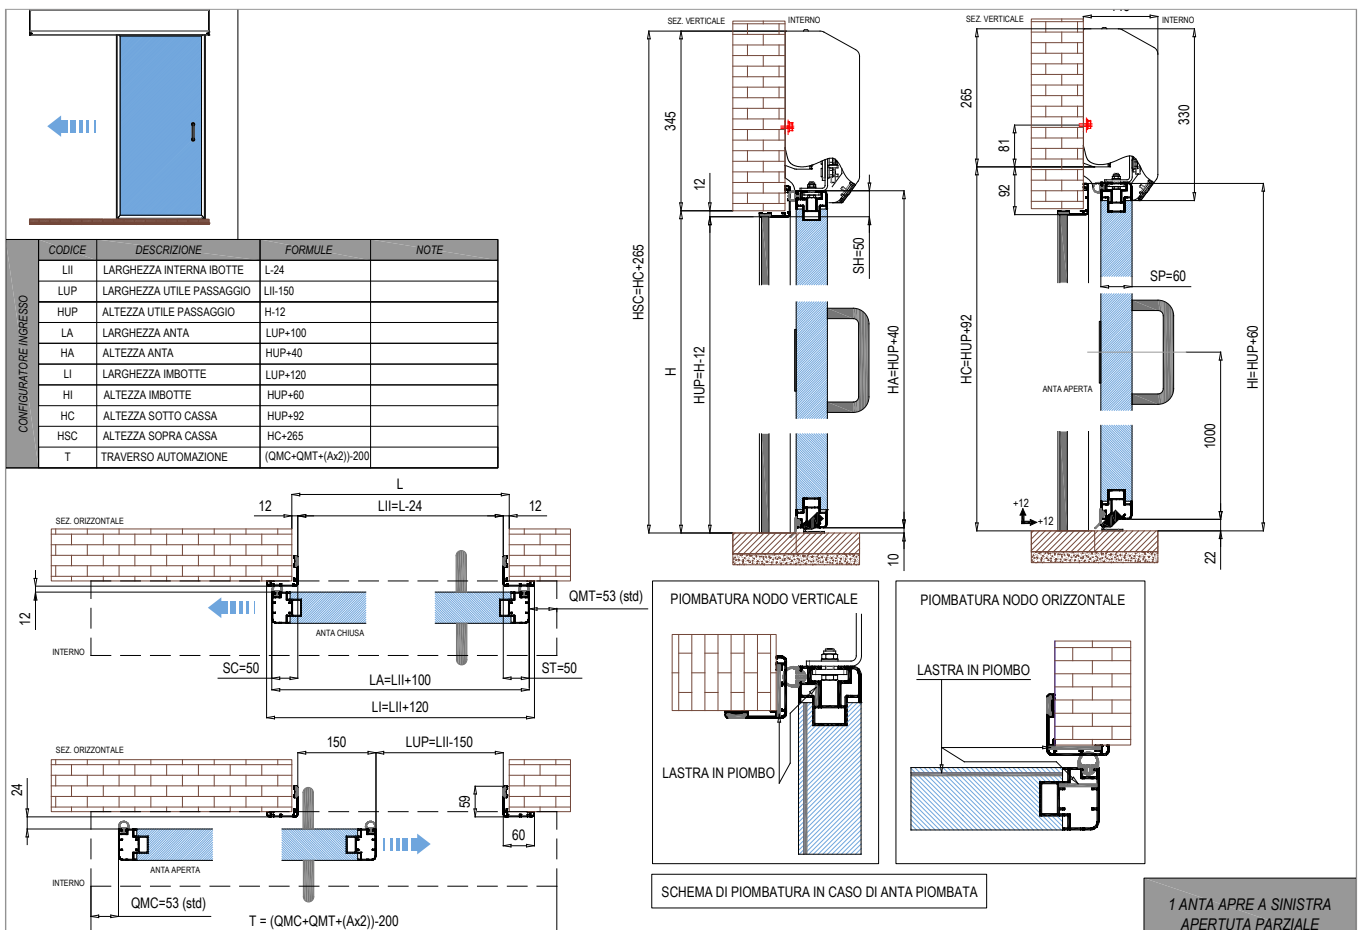 CODICE DESCRIZIONE FORMULE NOTE
LII LARGHEZZA INTERNA IBOTTE L-24
LUP LARGHEZZA UTILE PASSAGGIO LII-150
HUP ALTEZZA UTILE PASSAGGIO H-12
LA LARGHEZZA ANTA LUP+100
HA ALTEZZA ANTA HUP+40
LI LARGHEZZA IMBOTTE LUP+120
HI ALTEZZA IMBOTTE HUP+60
HC ALTEZZA SOTTO CASSA HUP+92
HSC ALTEZZA SOPRA CASSA HC+265
T TRAVERSO AUTOMAZIONE (QMC+QMT+(Ax2))-200
CONFIGURATORE INGRESSO
SEZ. VERTICALE
INTERNO
345
12
HSC=HC+265
H
HUP=H-12
SH=50
HA=HUP+40
10
SEZ. VERTICALE
INTERNO
265
81
92
330
SP=60
HC=HUP+92
HI=HUP+60
ANTA APERTA
1000
+12
+12
22
L
12
LII=L-24
12
SEZ. ORIZZONTALE
12
QMT=53 (std)
ANTA CHIUSA
INTERNO
SC=50
ST=50
LA=LII+100
LI=LII+120
150
LUP=LII-150
SEZ. ORIZZONTALE
24
59
60
ANTA APERTA
INTERNO
QMC=53 (std)
T = (QMC+QMT+(Ax2))-200
PIOMBATURA NODO VERTICALE
LASTRA IN PIOMBO
PIOMBATURA NODO ORIZZONTALE
LASTRA IN PIOMBO
SCHEMA DI PIOMBATURA IN CASO DI ANTA PIOMBATA
1 ANTA APRE A SINISTRA
APERTUTA PARZIALE